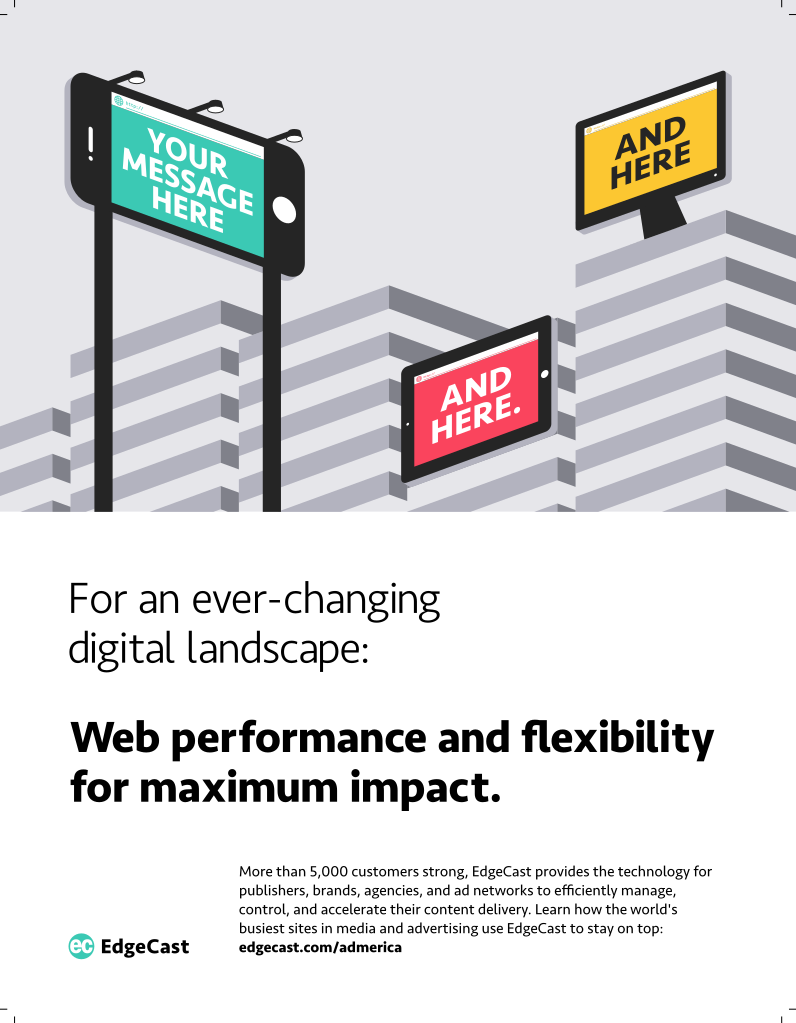 http://
YOUR
MESSAGE
HERE
AND
HERE
AND
HERE.
For an ever-changing
digital landscape:
Web performance and flexibility
for maximum impact.
More than 5,000 customers strong, EdgeCast provides the technology for
publishers, brands, agencies, and ad networks to efficiently manage,
control, and accelerate their content delivery. Learn how the world's
busiest sites in media and advertising use EdgeCast to stay on top:
edgecast.com/admerica
ec EdgeCast